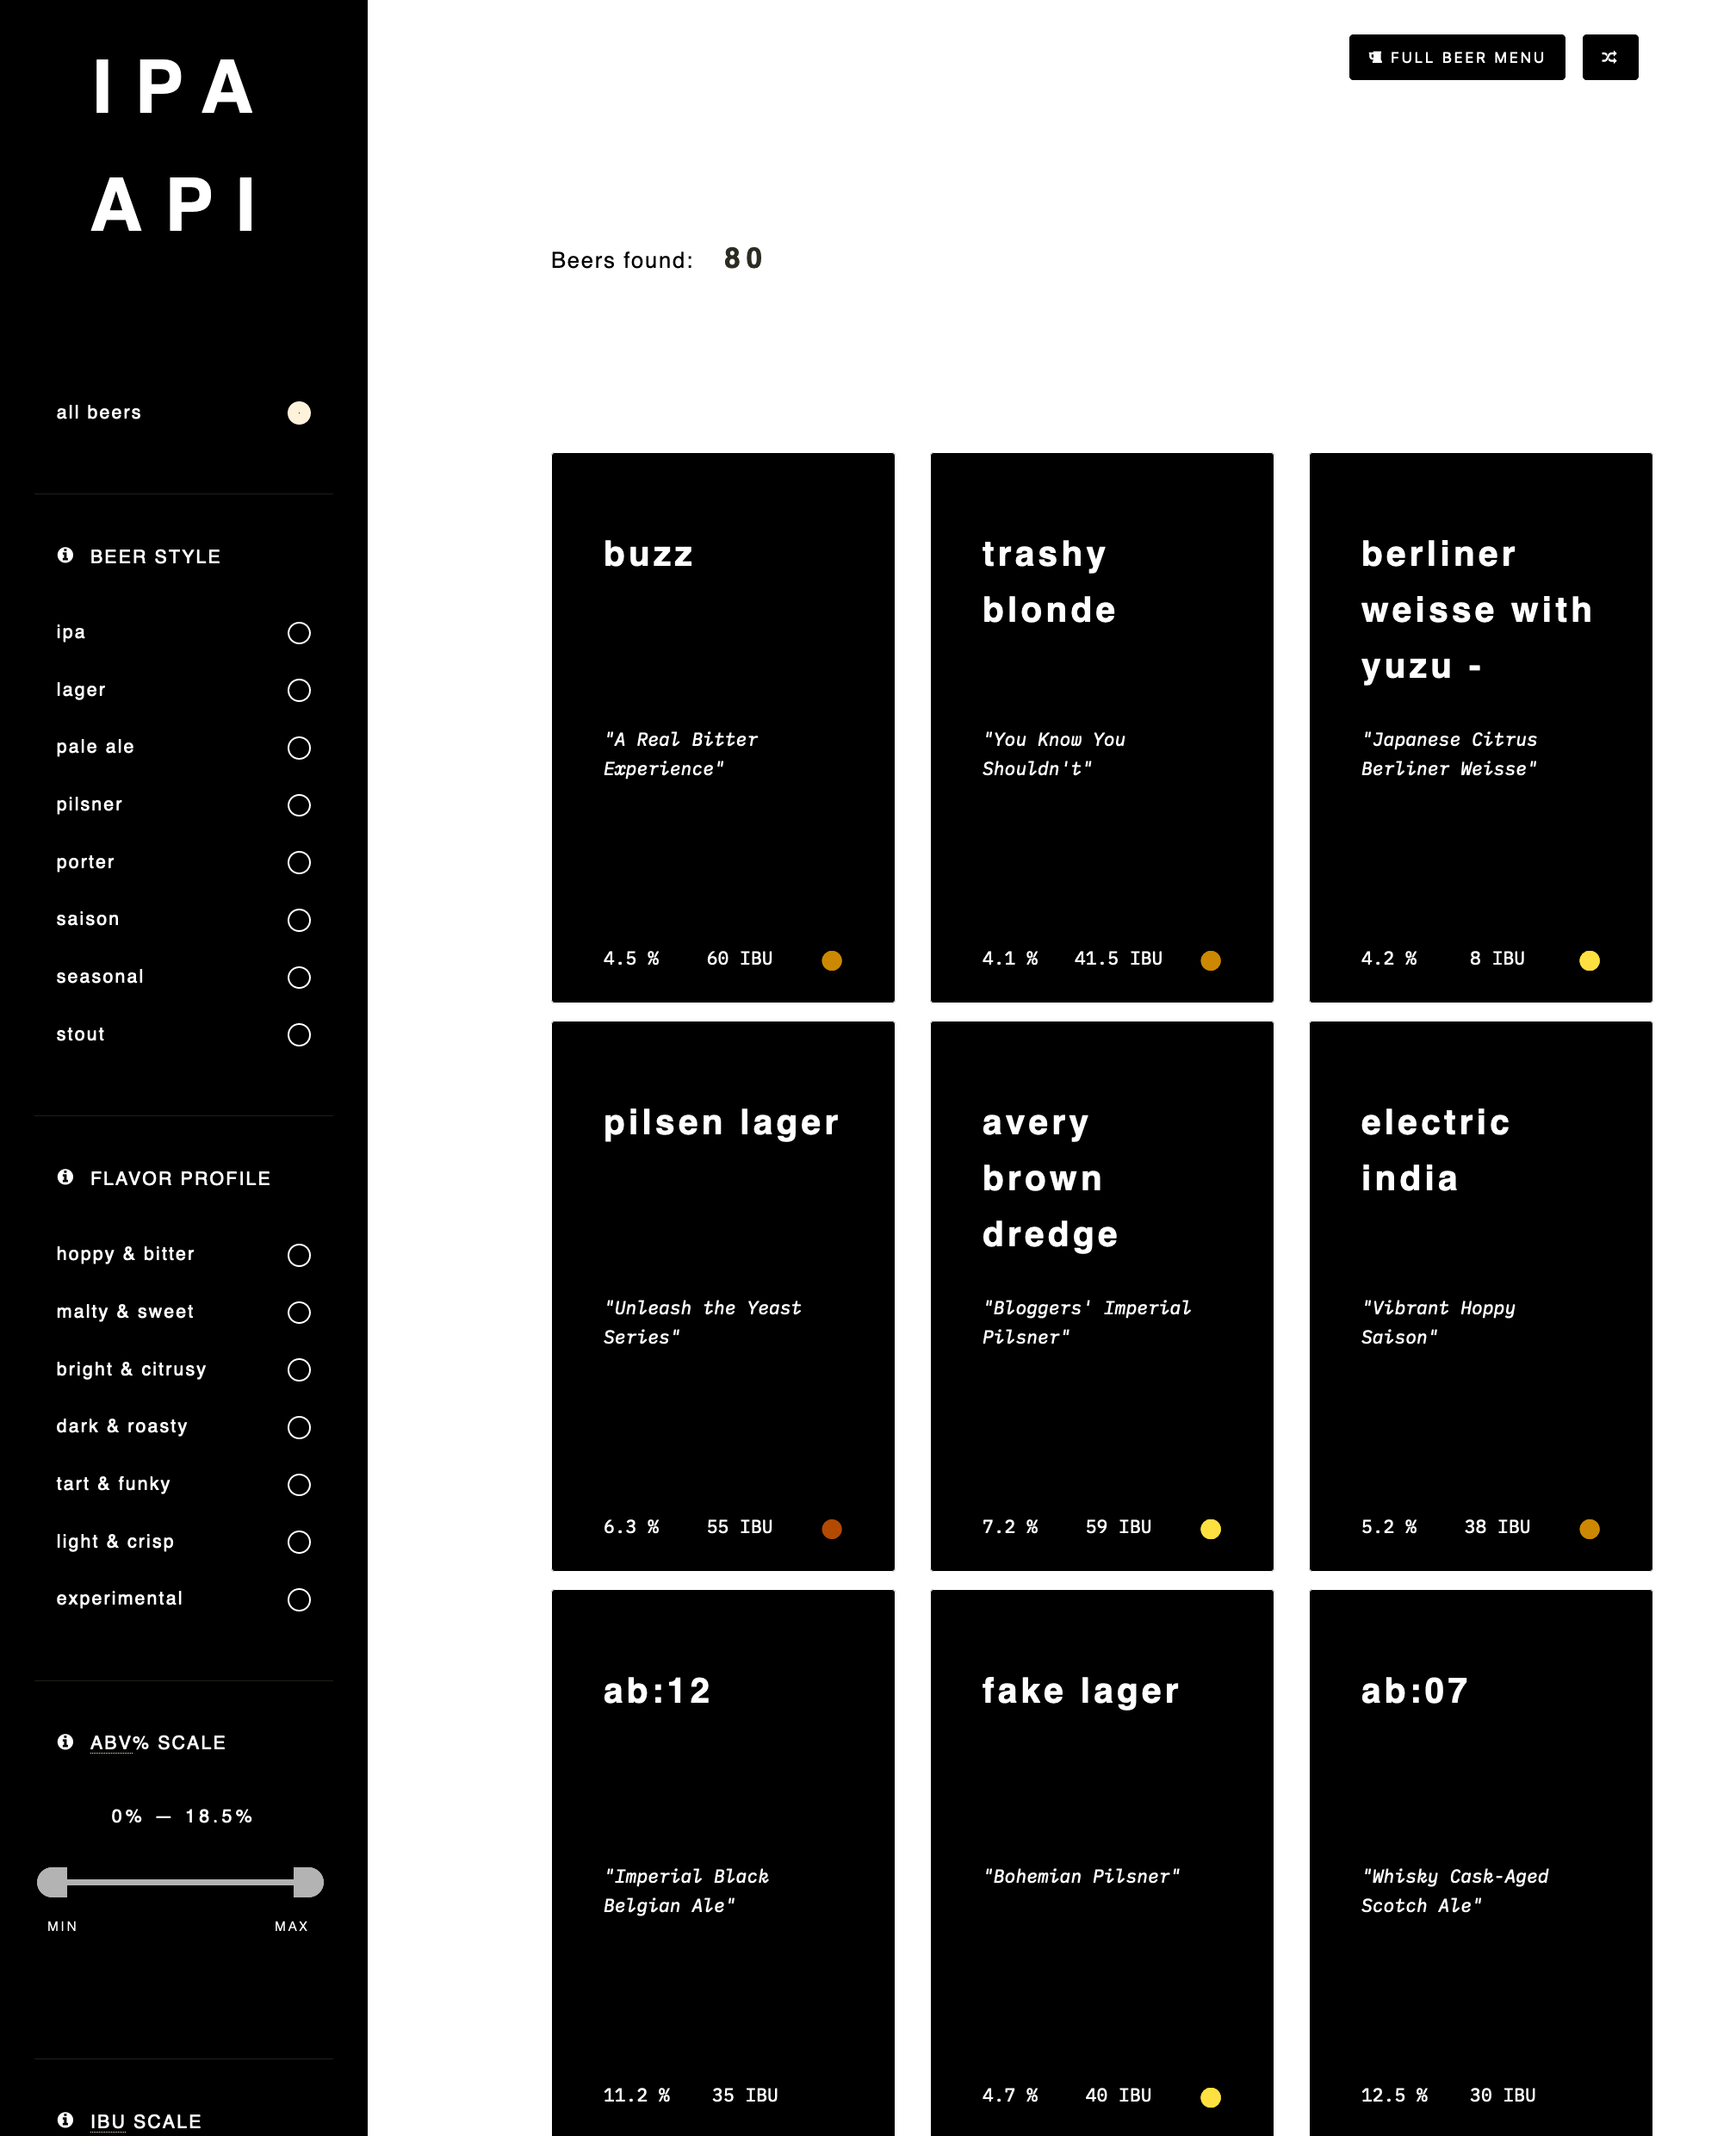 IPA
API
all beers
BEER STYLE
ipa
lager
pale ale
pilsner
porter
saison
seasonal
stout
FLAVOR PROFILE
hoppy & bitter
malty & sweet
bright & citrusy
dark & roasty
tart & funky
light & crisp
experimental
ABV% SCALE
0% — 18.5%
MIN MAX
IBU SCALE
FULL BEER MENU
Beers found: 80
buzz
"A Real Bitter
Experience"
4.5 % 60 IBU
trashy
blonde
"You Know You
Shouldn't"
4.1 % 41.5 IBU
berliner
weisse with
yuzu -
"Japanese Citrus
Berliner Weisse"
4.2 % 8 IBU
pilsen lager
"Unleash the Yeast
Series"
6.3 % 55 IBU
avery
brown
dredge
"Bloggers' Imperial
Pilsner"
7.2 % 59 IBU
electric
india
"Vibrant Hoppy
Saison"
5.2 % 38 IBU
ab:12
"Imperial Black
Belgian Ale"
11.2 % 35 IBU
fake lager
"Bohemian Pilsner"
4.7 % 40 IBU
ab:07
"Whisky Cask-Aged
Scotch Ale"
12.5 % 30 IBU